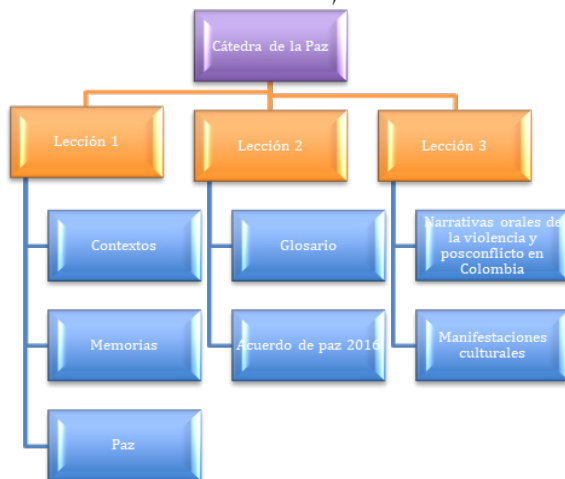 Cátedra de la Paz
Lección 1
Contextos
Memorias
Paz
Lección 2
Glosario
Acuerdo de paz 2016
Lección 3
Narrativas orales de
la violencia y
posconflicto en
Colombia
Manifestaciones
culturales